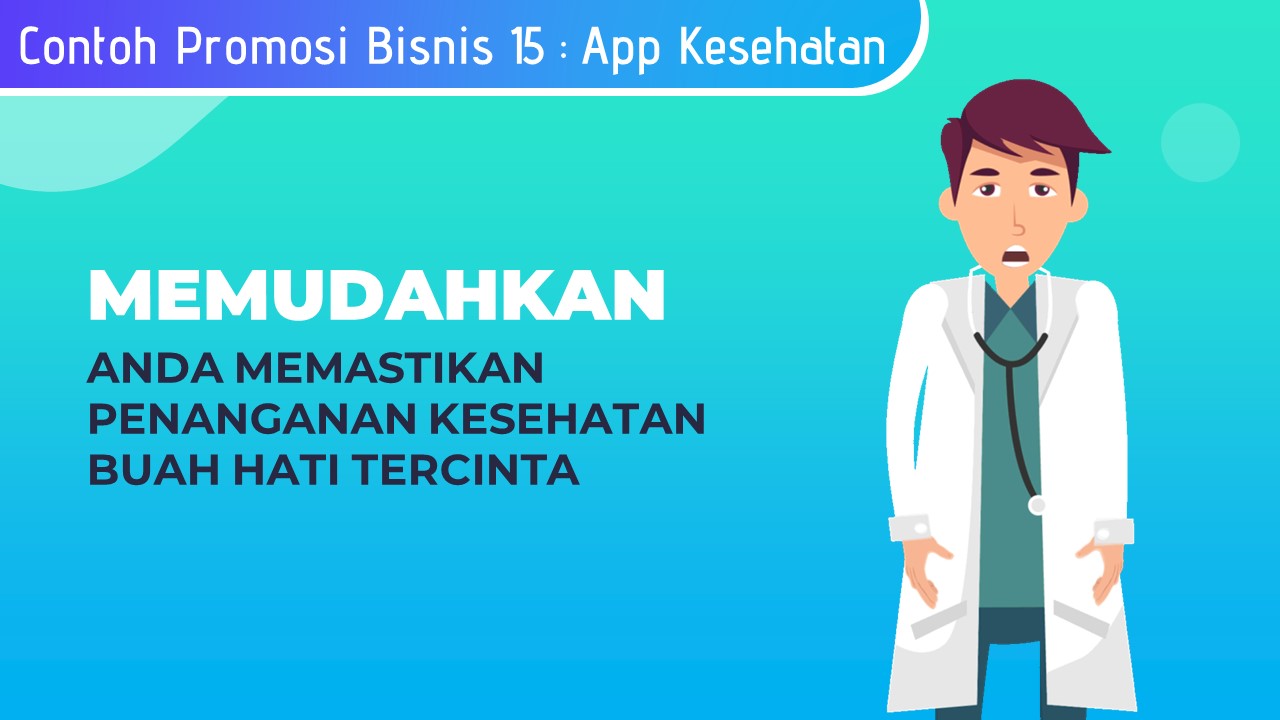 Contoh Promosi Bisnis 15 : App Kesehatan
MEMUDAHKAN
ANDA MEMASTIKAN
PENANGANAN KESEHATAN
BUAH HATI TERCINTA